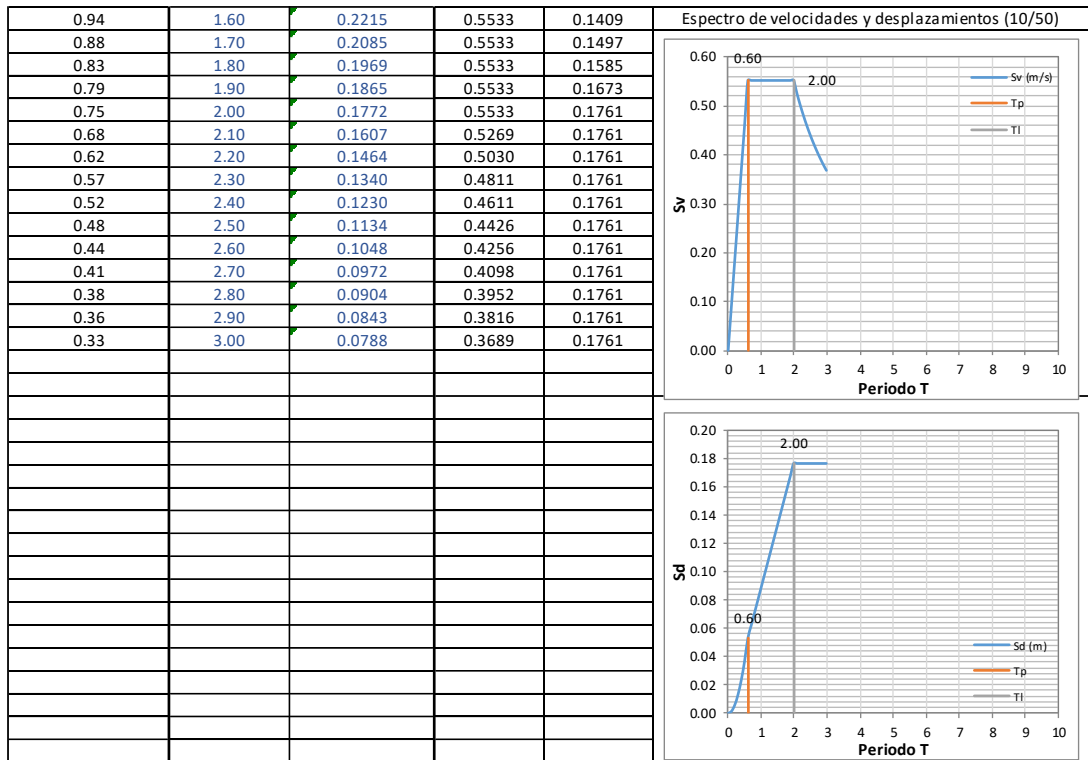 0.94 1.60 0.2215 0.5533 0.1409
0.88 1.70 0.2085 0.5533 0.1497
0.83 1.80 0.1969 0.5533 0.1585
0.79 1.90 0.1865 0.5533 0.1673
0.75 2.00 0.1772 0.5533 0.1761
0.68 2.10 0.1607 0.5269 0.1761
0.62 2.20 0.1464 0.5030 0.1761
0.57 2.30 0.1340 0.4811 0.1761
0.52 2.40 0.1230 0.4611 0.1761
0.48 2.50 0.1134 0.4426 0.1761
0.44 2.60 0.1048 0.4256 0.1761
0.41 2.70 0.0972 0.4098 0.1761
0.38 2.80 0.0904 0.3952 0.1761
0.36 2.90 0.0843 0.3816 0.1761
0.33 3.00 0.0788 0.3689 0.1761
Espectro de velocidades y desplazamientos (10/50)
0.60
0.60
2.00
Sv (m/s)
Tp
Tl
0.50
0.40
0.30
0.20
0.10
0.00
Sv
0 1 2 3 4 5 6 7 8 9 10
Periodo T
0.20
2.00
0.18
0.16
0.14
0.12
0.10
0.08
0.06
0.60
0.04
0.02
0.00
Sd
Sd (m)
Tp
Tl
0 1 2 3 4 5 6 7 8 9 10
Periodo T